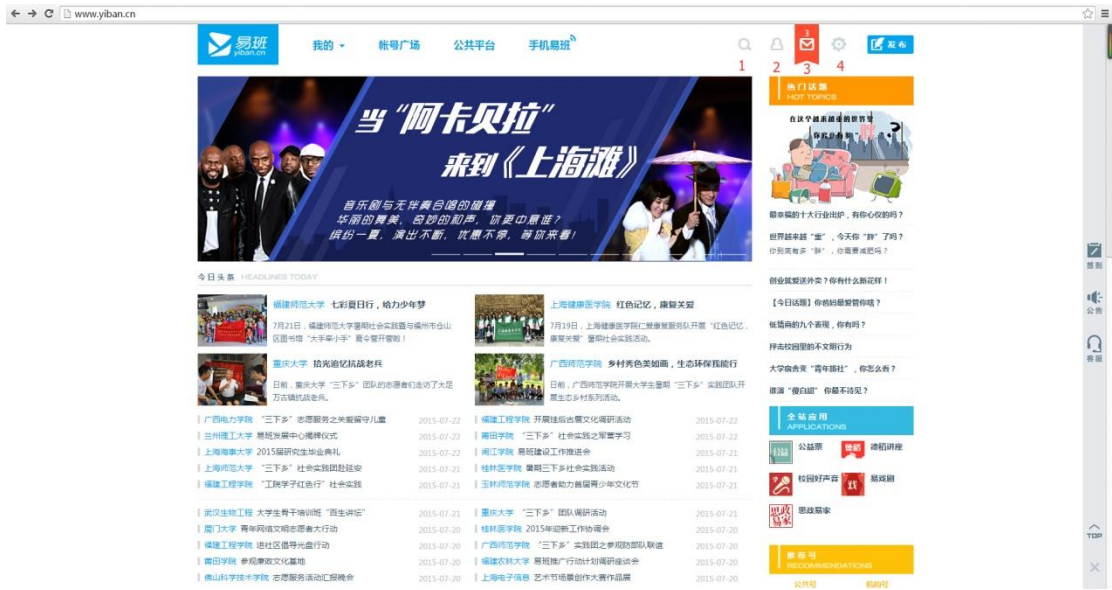 www.yiban.cn
易班
yiban.cn
我的
帐号广场
公共平台
手机易班
3
发布
1
2
3
4
当“阿卡贝拉”
来到《上海滩》
音乐剧与无伴奏合唱的碰撞
华丽的舞美，奇妙的和声，你更中意谁？
缤纷一夏，演出不断，优惠不停，等你来看！
热门话题
HOT TOPICS
在这个越来越重的世界里
你究竟有多“胖”？
最幸福的十大行业出炉，有你心仪的吗？
世界越来越“重”，今天你“胖”了吗？
你到底有多“胖”，你需要减肥吗？
创业就爱送外卖？你有什么新花样！
【今日话题】你爸妈最爱管你啥？
低情商的九个表现，你有吗？
抨击校园里的不文明行为
大学宿舍变“青年旅社”，你怎么看？
谁演“傻白甜”你最不待见？
今日头条 HEADLINES TODAY
福建师范大学 七彩夏日行，给力少年梦
7月21日，福建师范大学暑期社会实践暨与福州市台山
区图书馆“大手牵小手”夏令营开营啦！
上海健康医学院 红色记忆，康复关爱
7月19日，上海健康医学院仁爱康复服务队开展“红色记忆，
康复关爱”暑期社会实践活动。
重庆大学 拾光追忆抗战老兵
日前，重庆大学“三下乡”团队的志愿者们走访了大足
万古镇抗战老兵。
广西师范学院 乡村秀色美如画，生态环保我能行
日前，广西师范学院开展大学生暑期“三下乡”实践团队开
展生态乡村系列活动。
广西电力学院 “三下乡”志愿服务之关爱留守儿童 2015-07-22
兰州理工大学 易班发展中心揭牌仪式 2015-07-22
上海海事大学 2015届研究生毕业典礼 2015-07-22
上海师范大学 “三下乡”社会实践团赴延安 2015-07-21
福建工程学院 “工院学子红色行”社会实践 2015-07-21
福建工程学院 开展挂后古厝文化调研活动 2015-07-22
莆田学院 “三下乡”社会实践之军营学习 2015-07-22
闽江学院 易班建设工作推进会 2015-07-21
桂林医学院 暑期三下乡社会实践活动 2015-07-21
玉林师范学院 志愿者助力首届青少年文化节 2015-07-21
武汉生物工程 大学生骨干培训班“百生讲坛” 2015-07-21
厦门大学 青年网络文明志愿者大行动 2015-07-20
福建工程学院 进社区倡导光盘行动 2015-07-20
莆田学院 参观廉政文化基地 2015-07-20
佛山科学技术学院 志愿服务活动汇报晚会 2015-07-20
重庆大学 “三下乡”团队调研活动 2015-07-21
桂林医学院 2015年迎新工作协调会 2015-07-20
广西师范学院 “三下乡”实践团之参观防部队联谊 2015-07-20
福建农林大学 易班推广行动计划调研座谈会 2015-07-20
上海电子信息 艺术节场景创作大赛作品展 2015-07-20
全站应用
APPLICATIONS
公益票
德稻
德稻讲座
校园好声音
戏
易戏剧
思政易家
思政易家
推荐号
RECOMMENDATIONS
公共号
机构号
签到
公告
客服
TOP